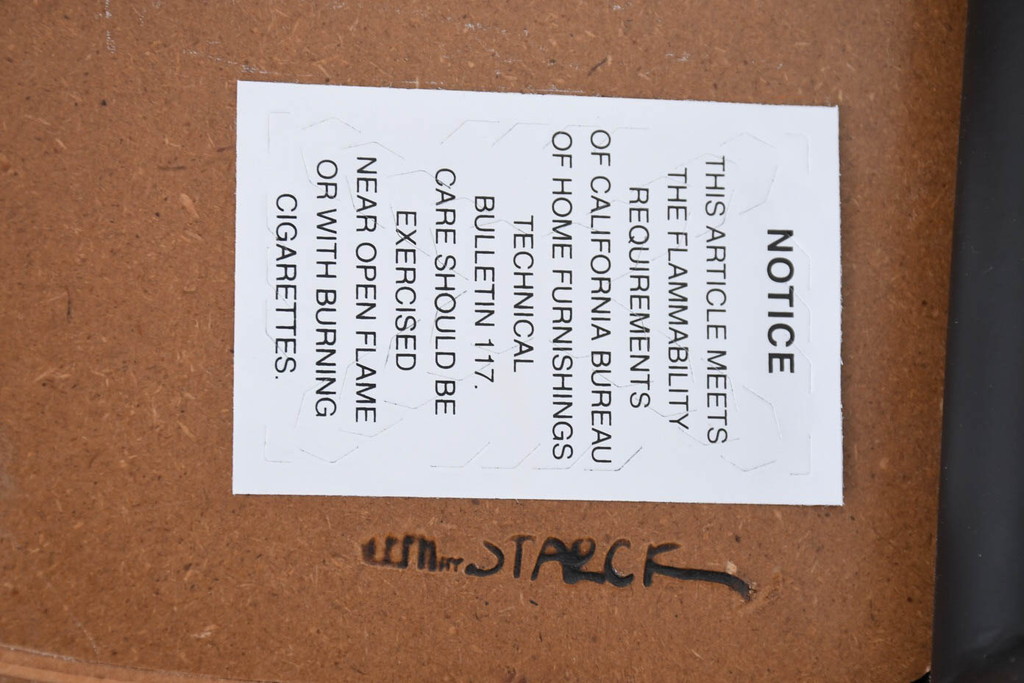 NOTICE
THIS ARTICLE MEETS
THE FLAMMABILITY
REQUIREMENTS
OF CALIFORNIA BUREAU
OF HOME FURNISHINGS
TECHNICAL
BULLETIN 117.
CARE SHOULD BE
EXERCISED
NEAR OPEN FLAME
OR WITH BURNING
CIGARETTES.
STARCK